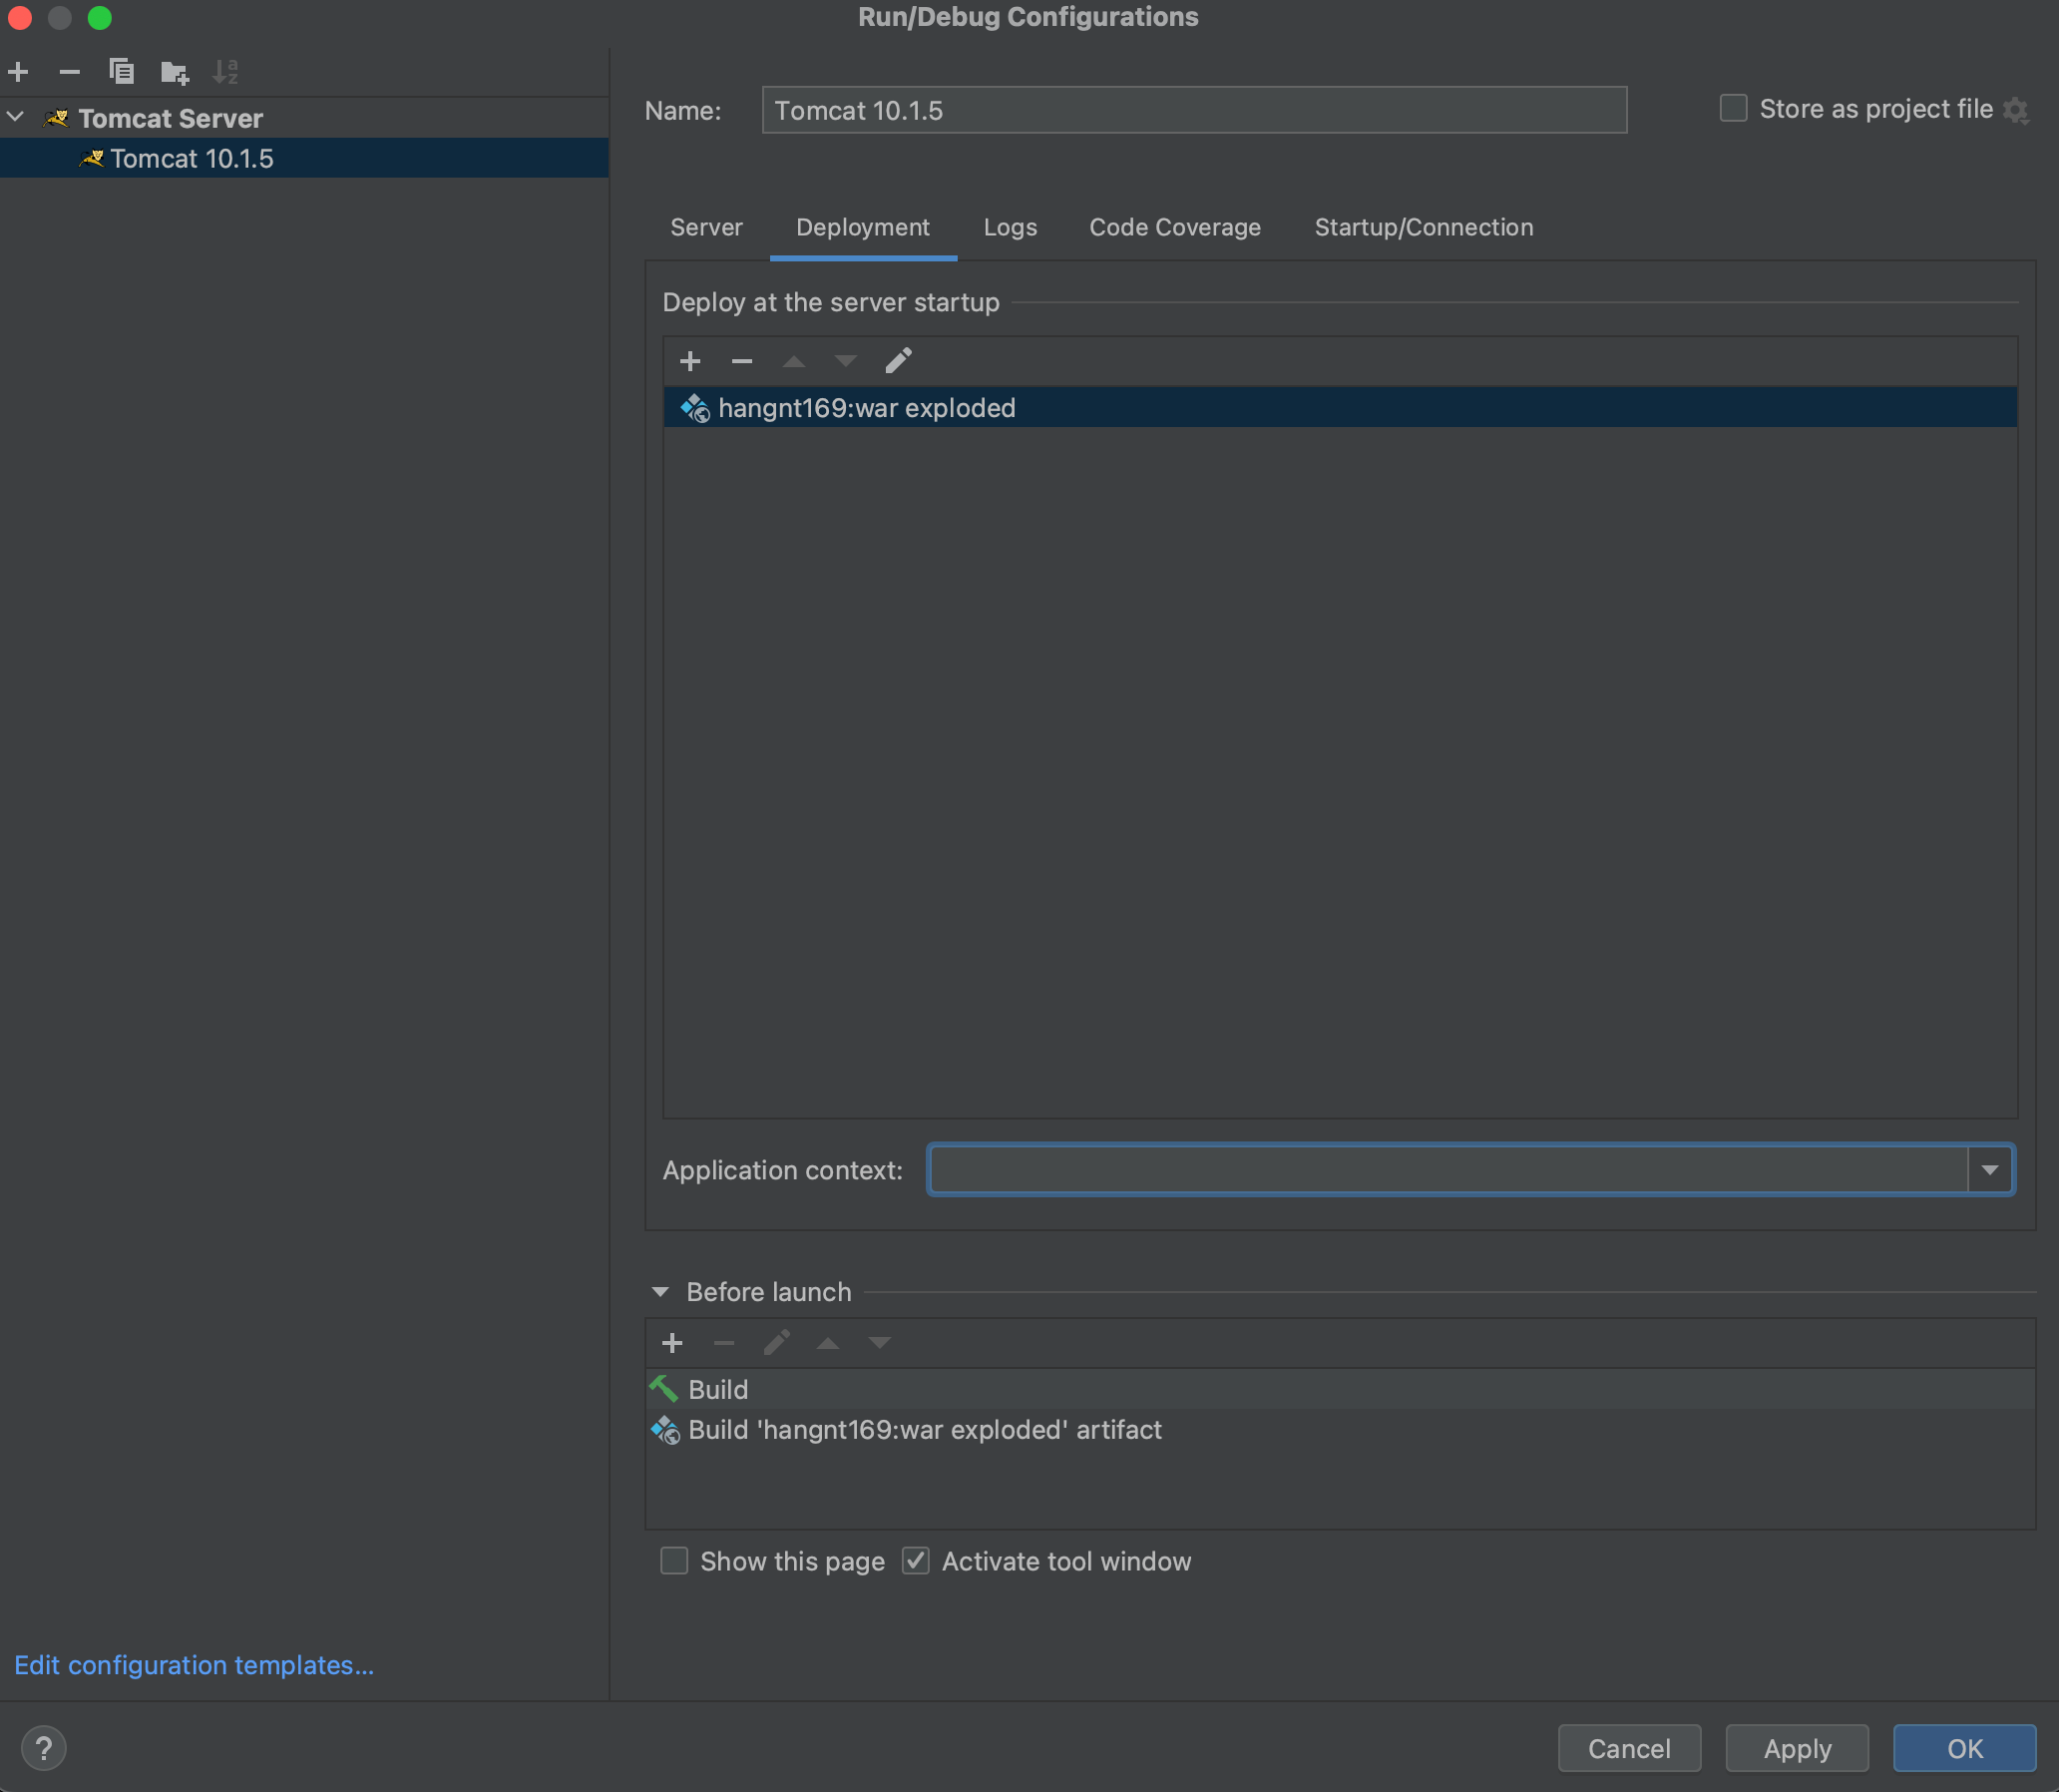 Run/Debug Configurations
Tomcat Server
Tomcat 10.1.5
Name: Tomcat 10.1.5 Store as project file
Server Deployment Logs Code Coverage Startup/Connection
Deploy at the server startup
hangnt169:war exploded
Application context:
Before launch
Build
Build 'hangnt169:war exploded' artifact
Show this page Activate tool window
Edit configuration templates...
? Cancel Apply OK